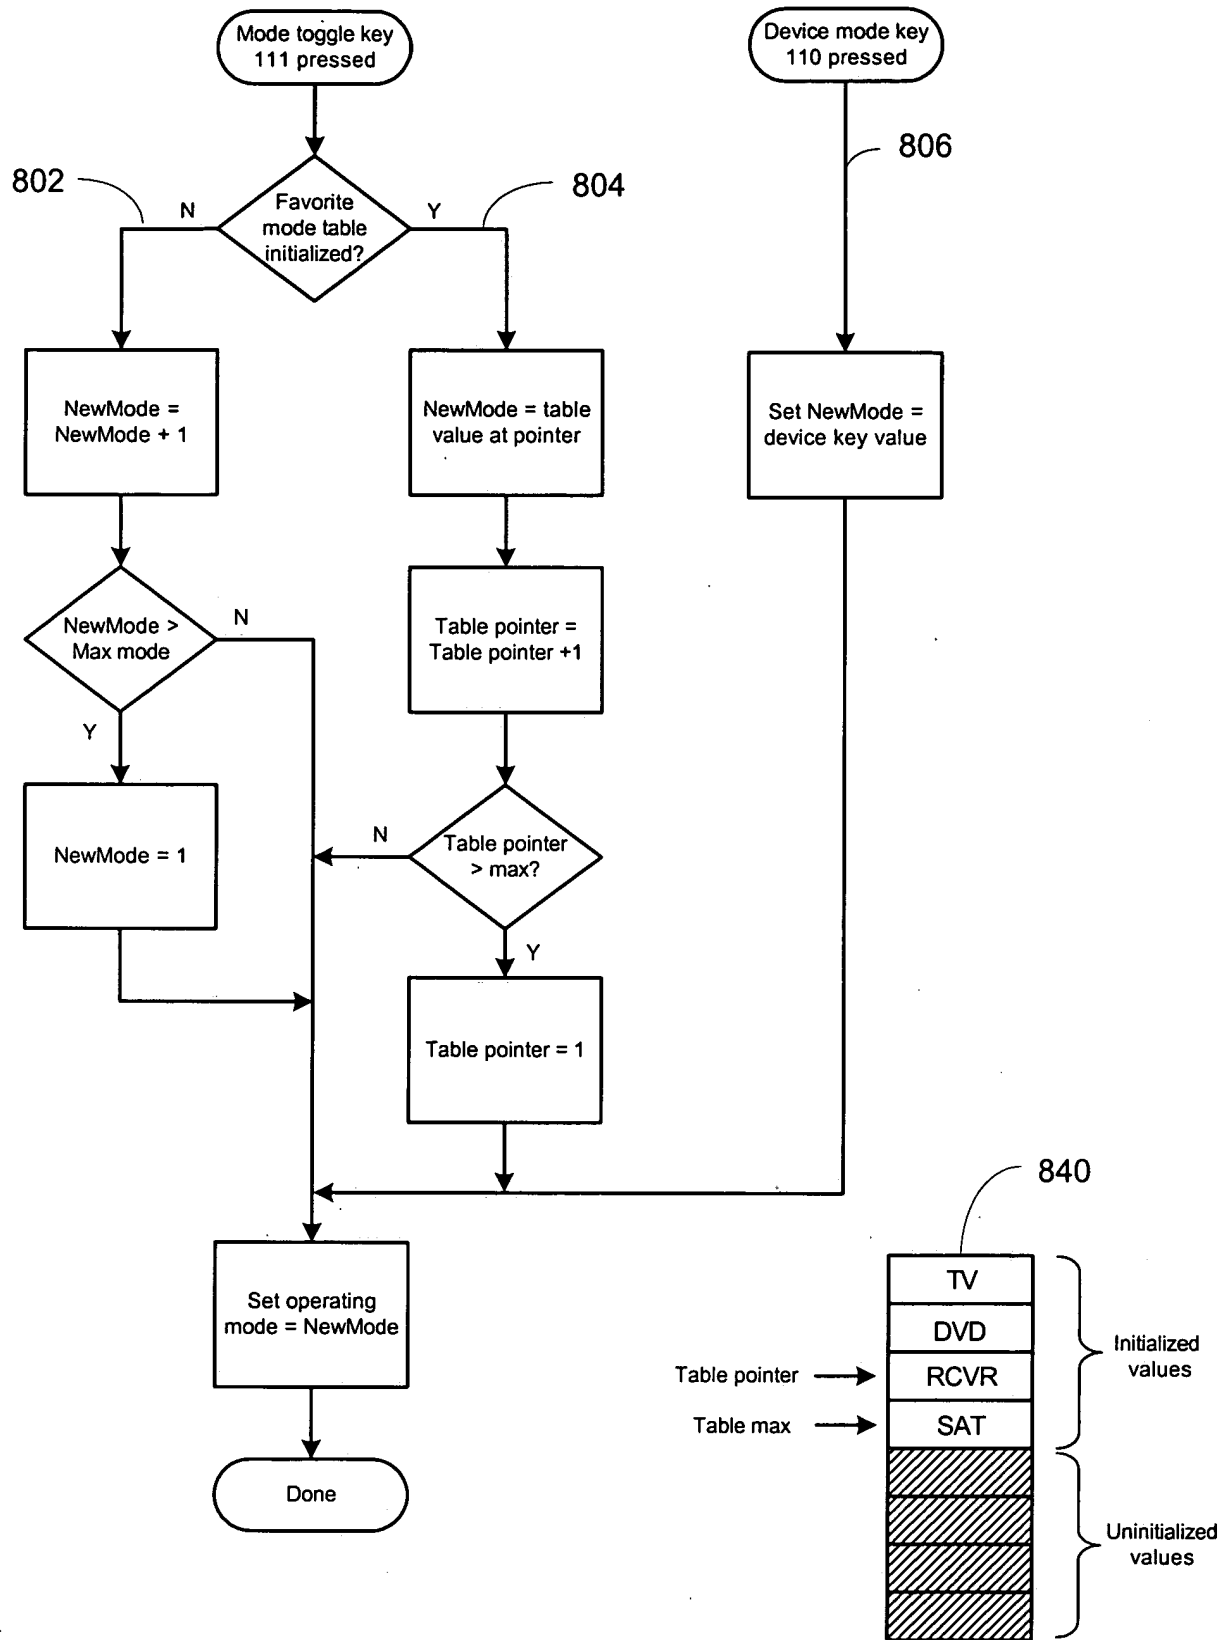 Mode toggle key
111 pressed
Device mode key
110 pressed
806
802
804
N
Favorite
mode table
initialized?
Y
NewMode =
NewMode + 1
NewMode = table
value at pointer
Set NewMode =
device key value
NewMode >
Max mode
N
Table pointer =
Table pointer +1
Y
NewMode = 1
N
Table pointer
> max?
Y
Table pointer = 1
840
Set operating
mode = NewMode
TV
DVD
Initialized
values
Table pointer
RCVR
Table max
SAT
Done
Uninitialized
values